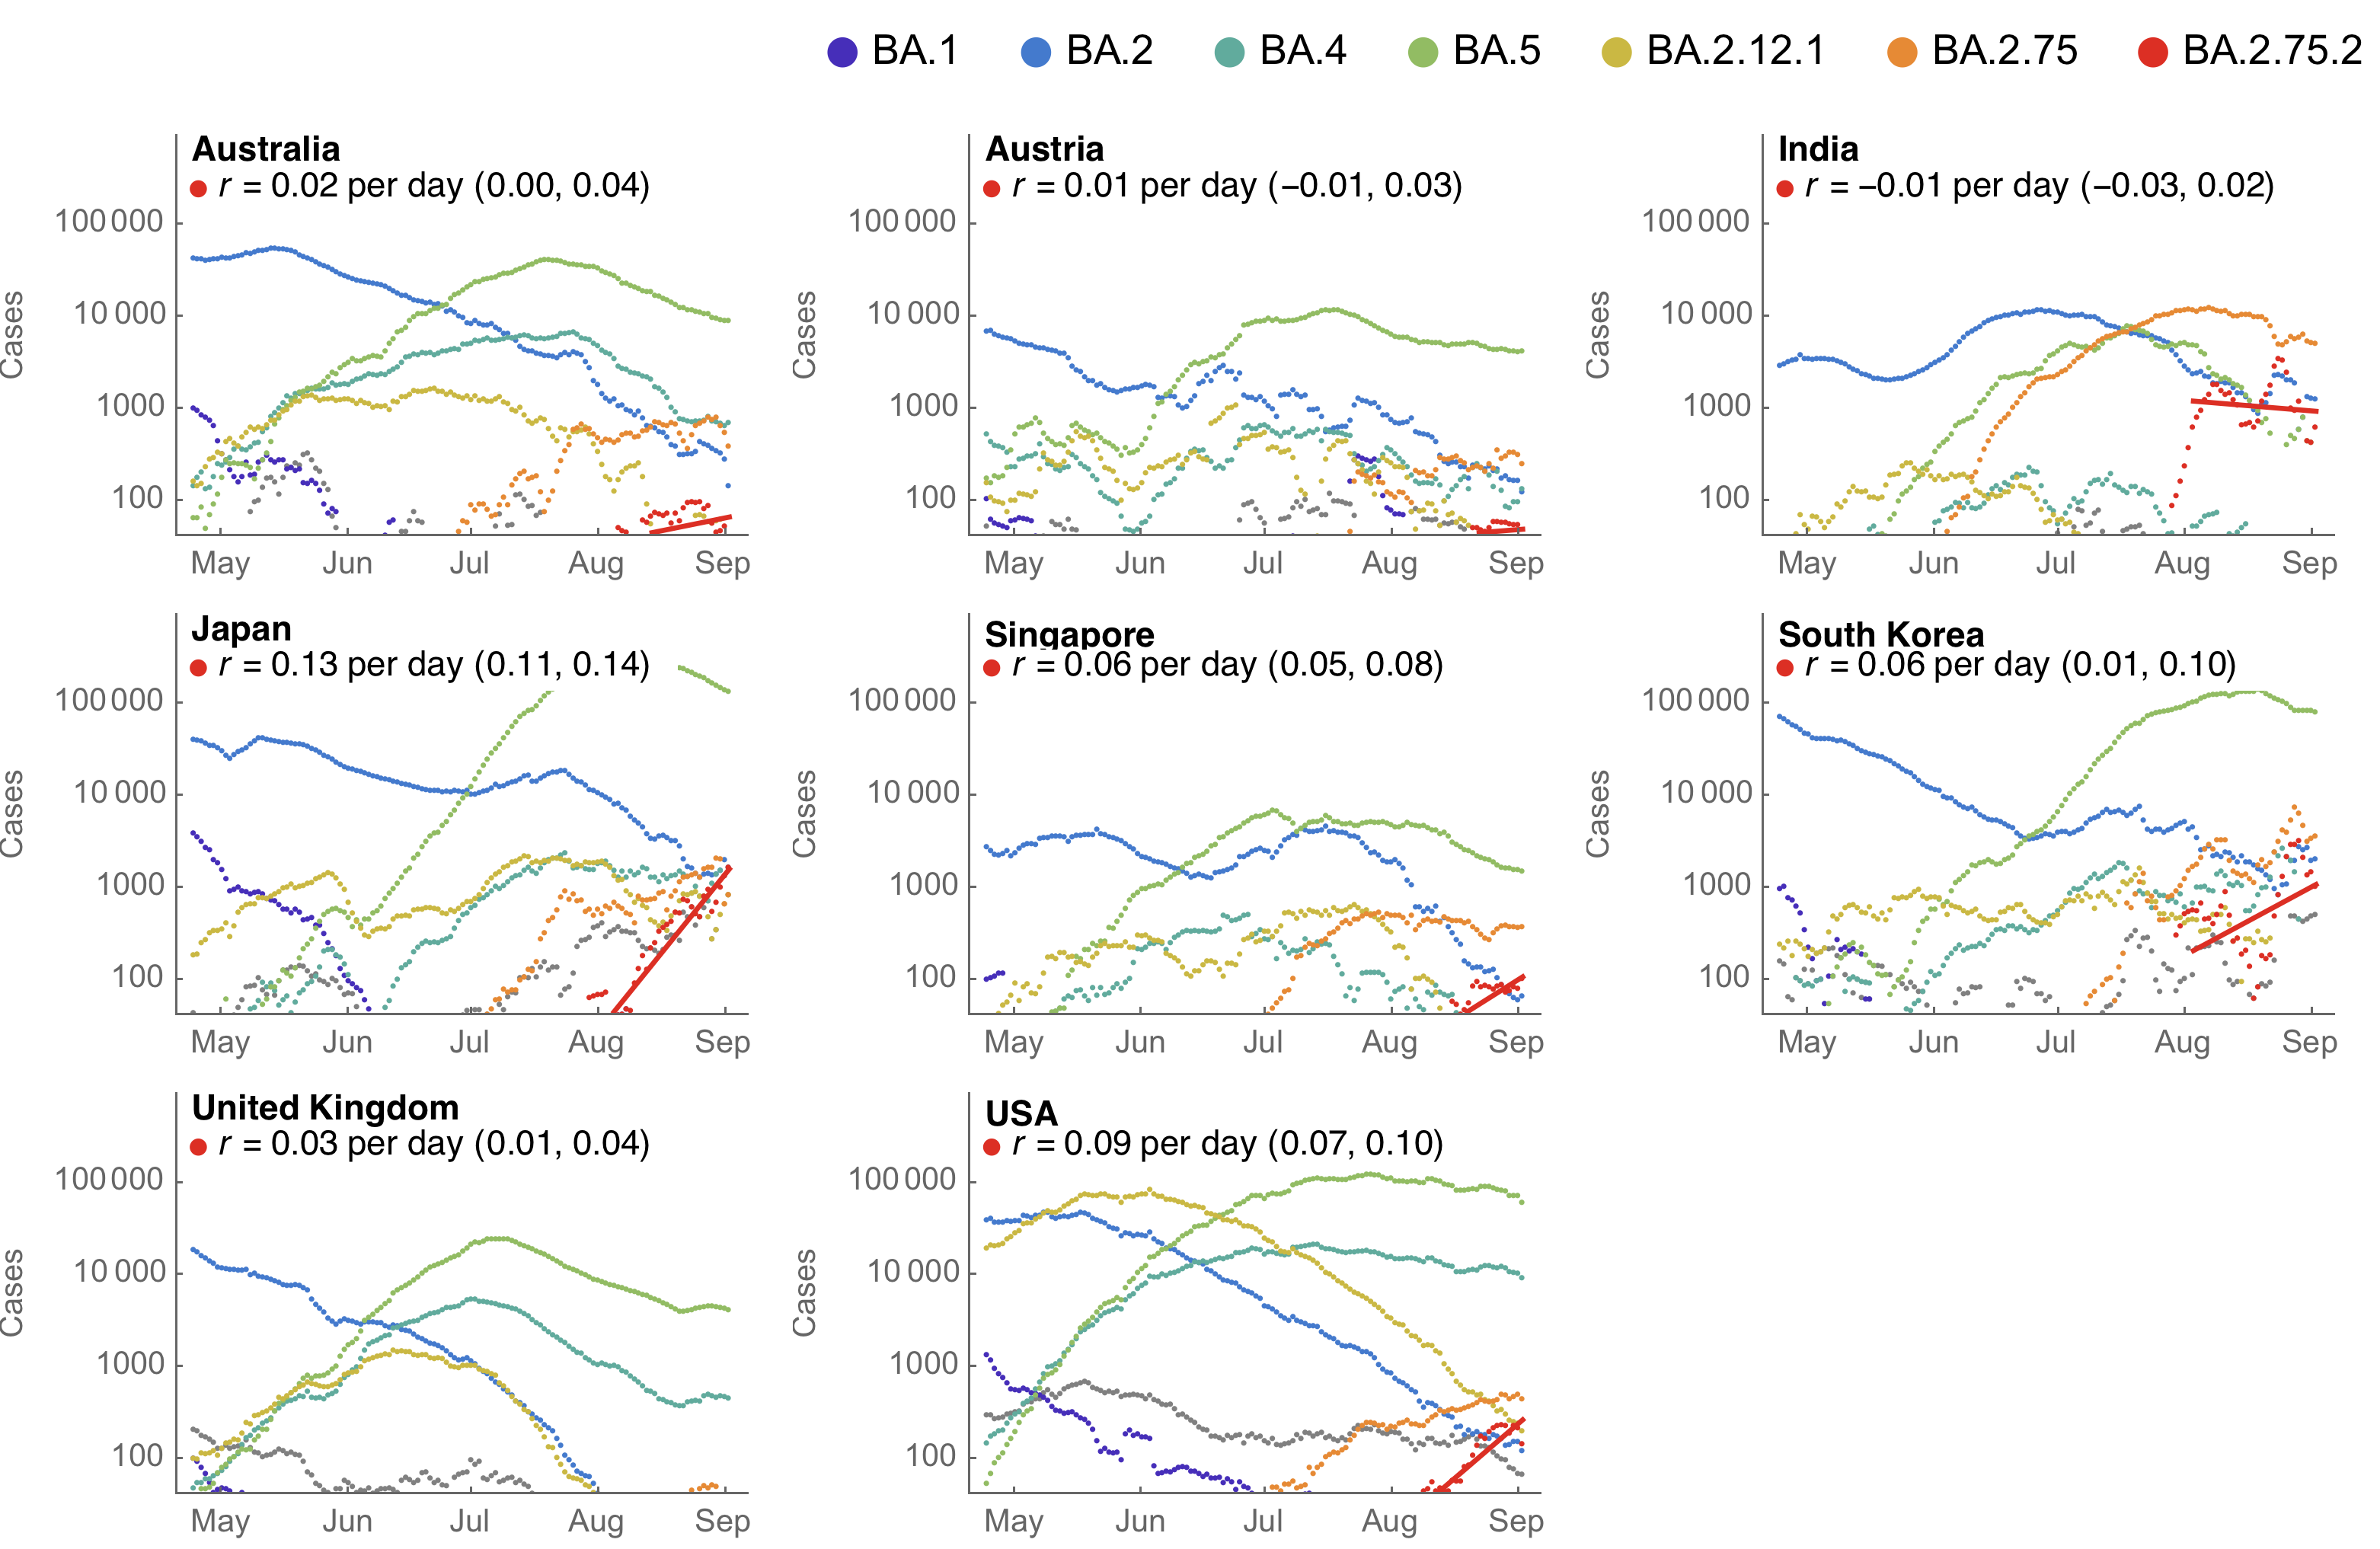 BA.1 BA.2 BA.4 BA.5 BA.2.12.1 BA.2.75 BA.2.75.2
Australia
r = 0.02 per day (0.00, 0.04)
Cases
100 000
10 000
1000
100
May Jun Jul Aug Sep
Austria
r = 0.01 per day (−0.01, 0.03)
Cases
100 000
10 000
1000
100
May Jun Jul Aug Sep
India
r = −0.01 per day (−0.03, 0.02)
Cases
100 000
10 000
1000
100
May Jun Jul Aug Sep
Japan
r = 0.13 per day (0.11, 0.14)
Cases
100 000
10 000
1000
100
May Jun Jul Aug Sep
Singapore
r = 0.06 per day (0.05, 0.08)
Cases
100 000
10 000
1000
100
May Jun Jul Aug Sep
South Korea
r = 0.06 per day (0.01, 0.10)
Cases
100 000
10 000
1000
100
May Jun Jul Aug Sep
United Kingdom
r = 0.03 per day (0.01, 0.04)
Cases
100 000
10 000
1000
100
May Jun Jul Aug Sep
USA
r = 0.09 per day (0.07, 0.10)
Cases
100 000
10 000
1000
100
May Jun Jul Aug Sep